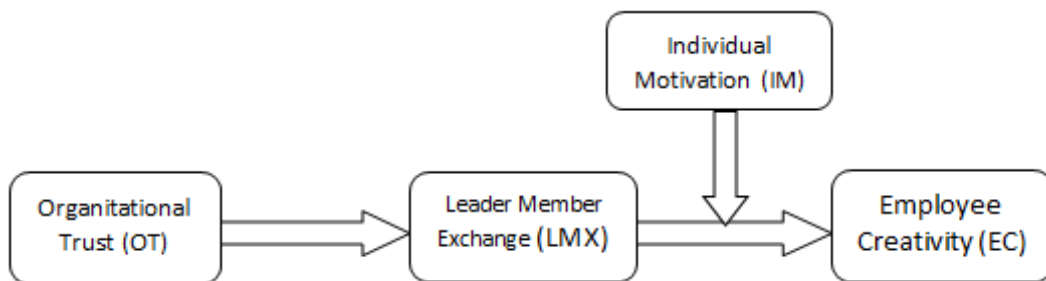 Individual
Motivation (IM)
Organitational
Trust (OT)
Leader Member
Exchange (LMX)
Employee
Creativity (EC)